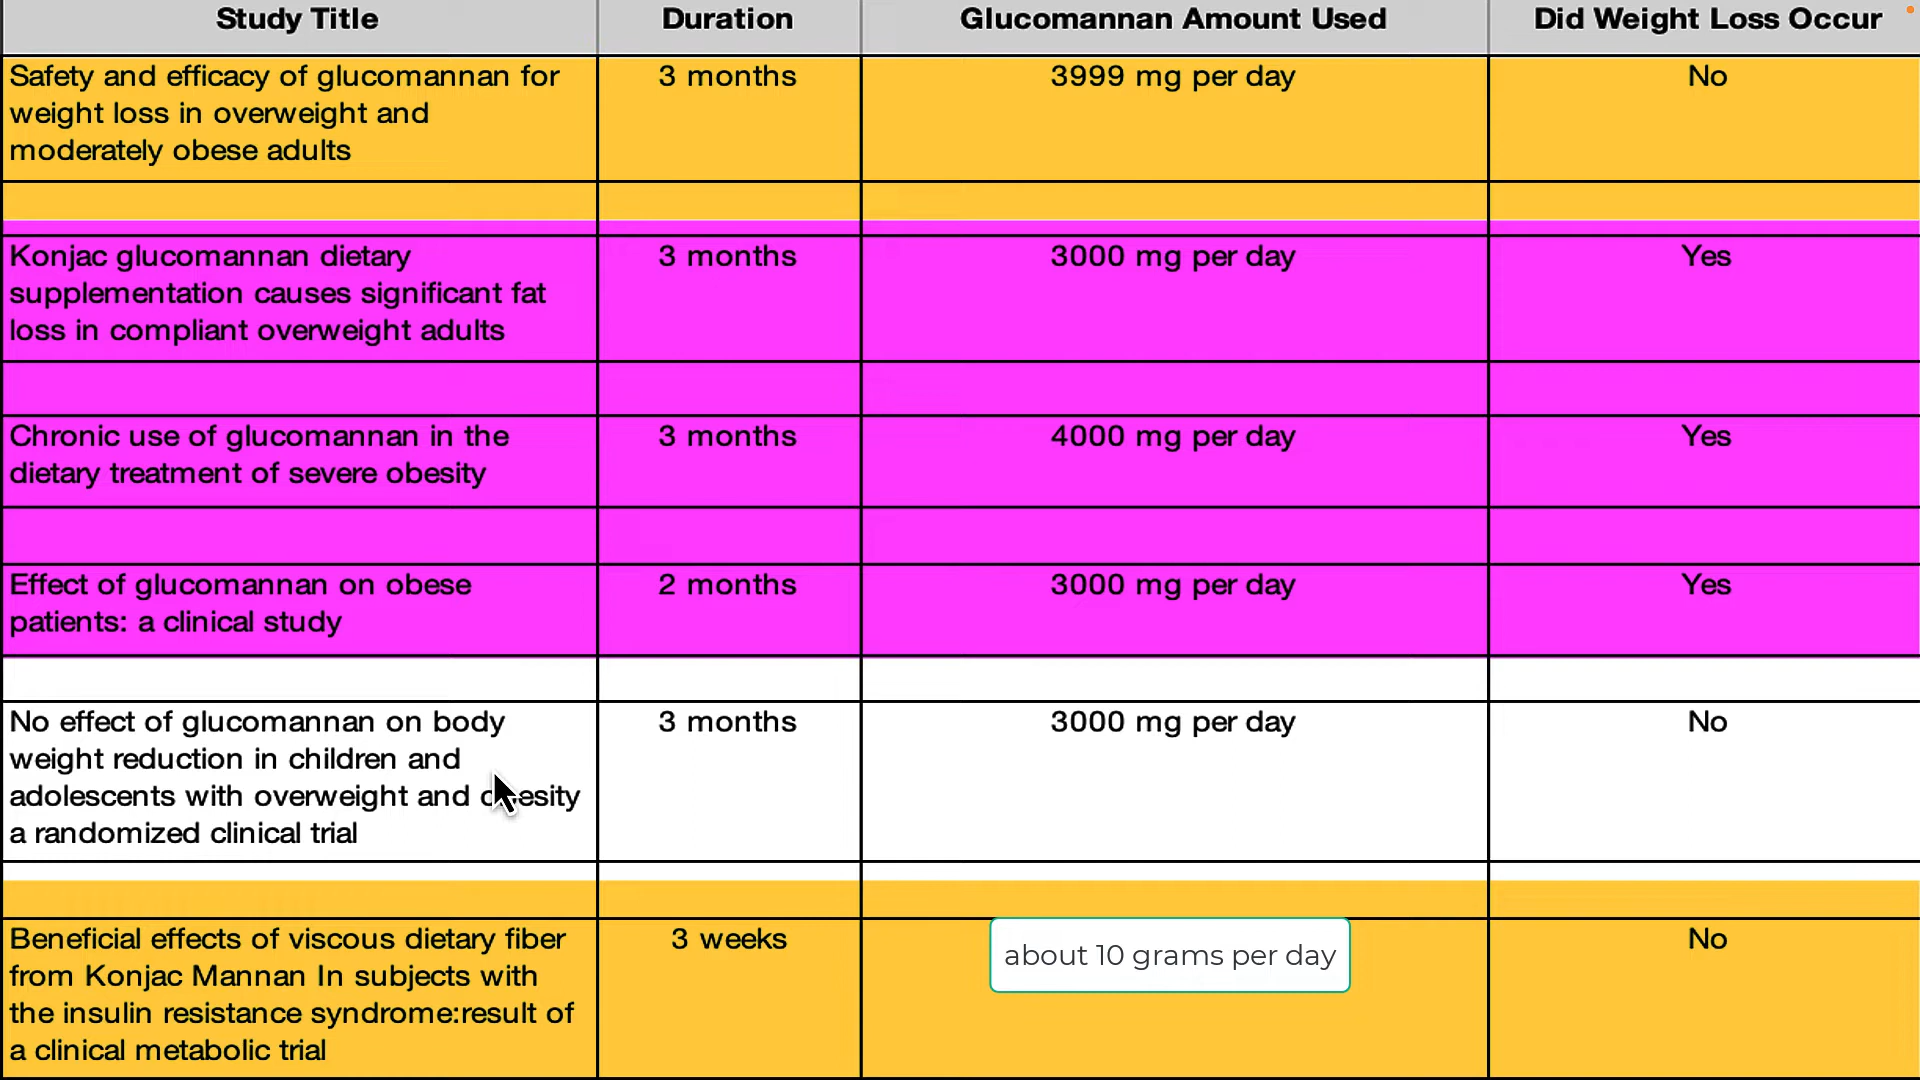 Study Title Duration Glucomannan Amount Used Did Weight Loss Occur
Safety and efficacy of glucomannan for 3 months 3999 mg per day No
weight loss in overweight and
moderately obese adults
Konjac glucomannan dietary 3 months 3000 mg per day Yes
supplementation causes significant fat
loss in compliant overweight adults
Chronic use of glucomannan in the 3 months 4000 mg per day Yes
dietary treatment of severe obesity
Effect of glucomannan on obese 2 months 3000 mg per day Yes
patients: a clinical study
No effect of glucomannan on body 3 months 3000 mg per day No
weight reduction in children and
adolescents with overweight and obesity
a randomized clinical trial
Beneficial effects of viscous dietary fiber 3 weeks about 10 grams per day No
from Konjac Mannan In subjects with
the insulin resistance syndrome:result of
a clinical metabolic trial